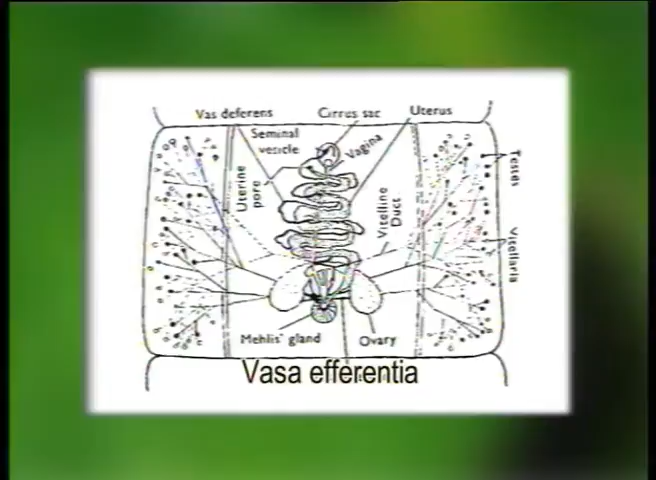 Vas deferens
Cirrus sac
Uterus
Seminal
vesicle
Vagina
Uterine
pore
Testes
Vitelline
Duct
Vitellaria
Mehlis' gland
Ovary
Vasa efferentia